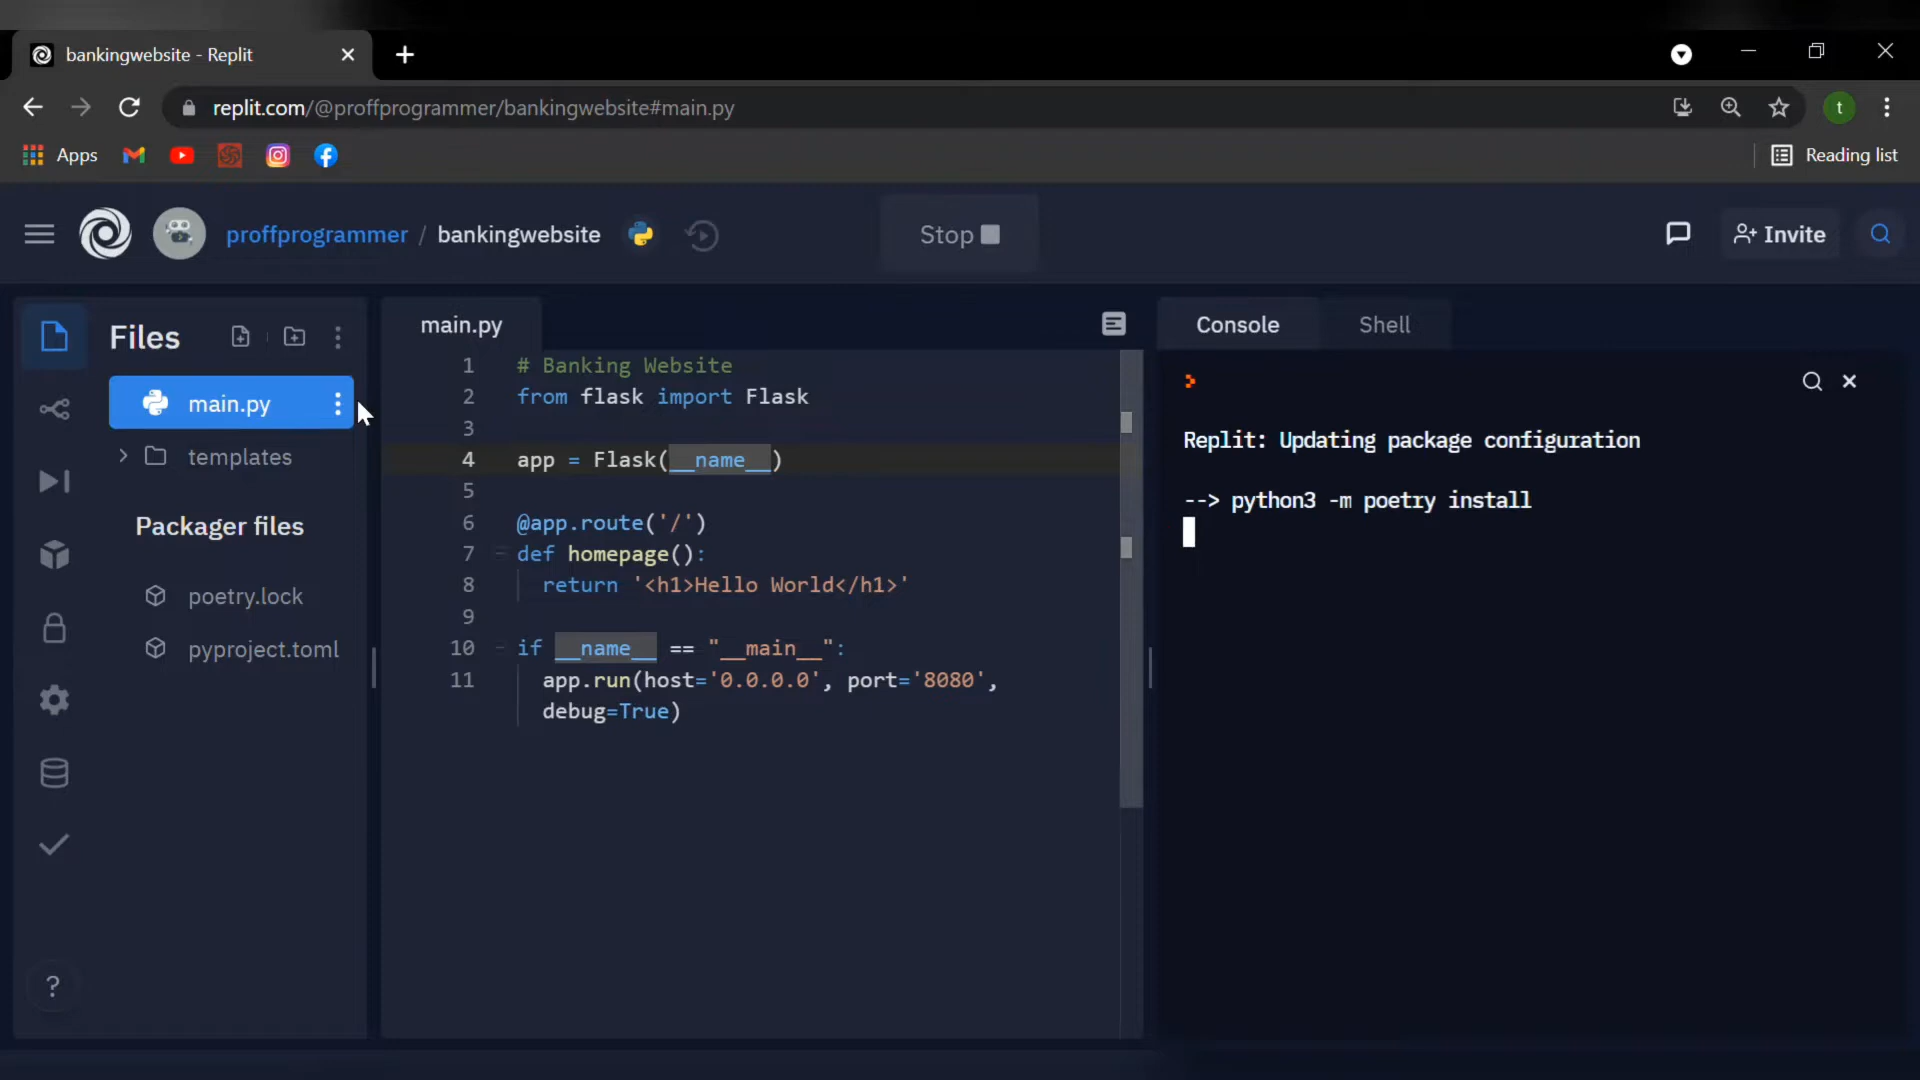 bankingwebsite - Replit
replit.com/@proffprogrammer/bankingwebsite#main.py
t
Apps
Reading list
proffprogrammer / bankingwebsite
Stop
Invite
Files
main.py
templates
Packager files
poetry.lock
pyproject.toml
?
main.py
1 # Banking Website
2 from flask import Flask
3
4 app = Flask(__name__)
5
6 @app.route('/')
7 def homepage():
8 return '<h1>Hello World</h1>'
9
10 if __name__ == "__main__":
11 app.run(host='0.0.0.0', port='8080',
debug=True)
Console
Shell
Replit: Updating package configuration
--> python3 -m poetry install